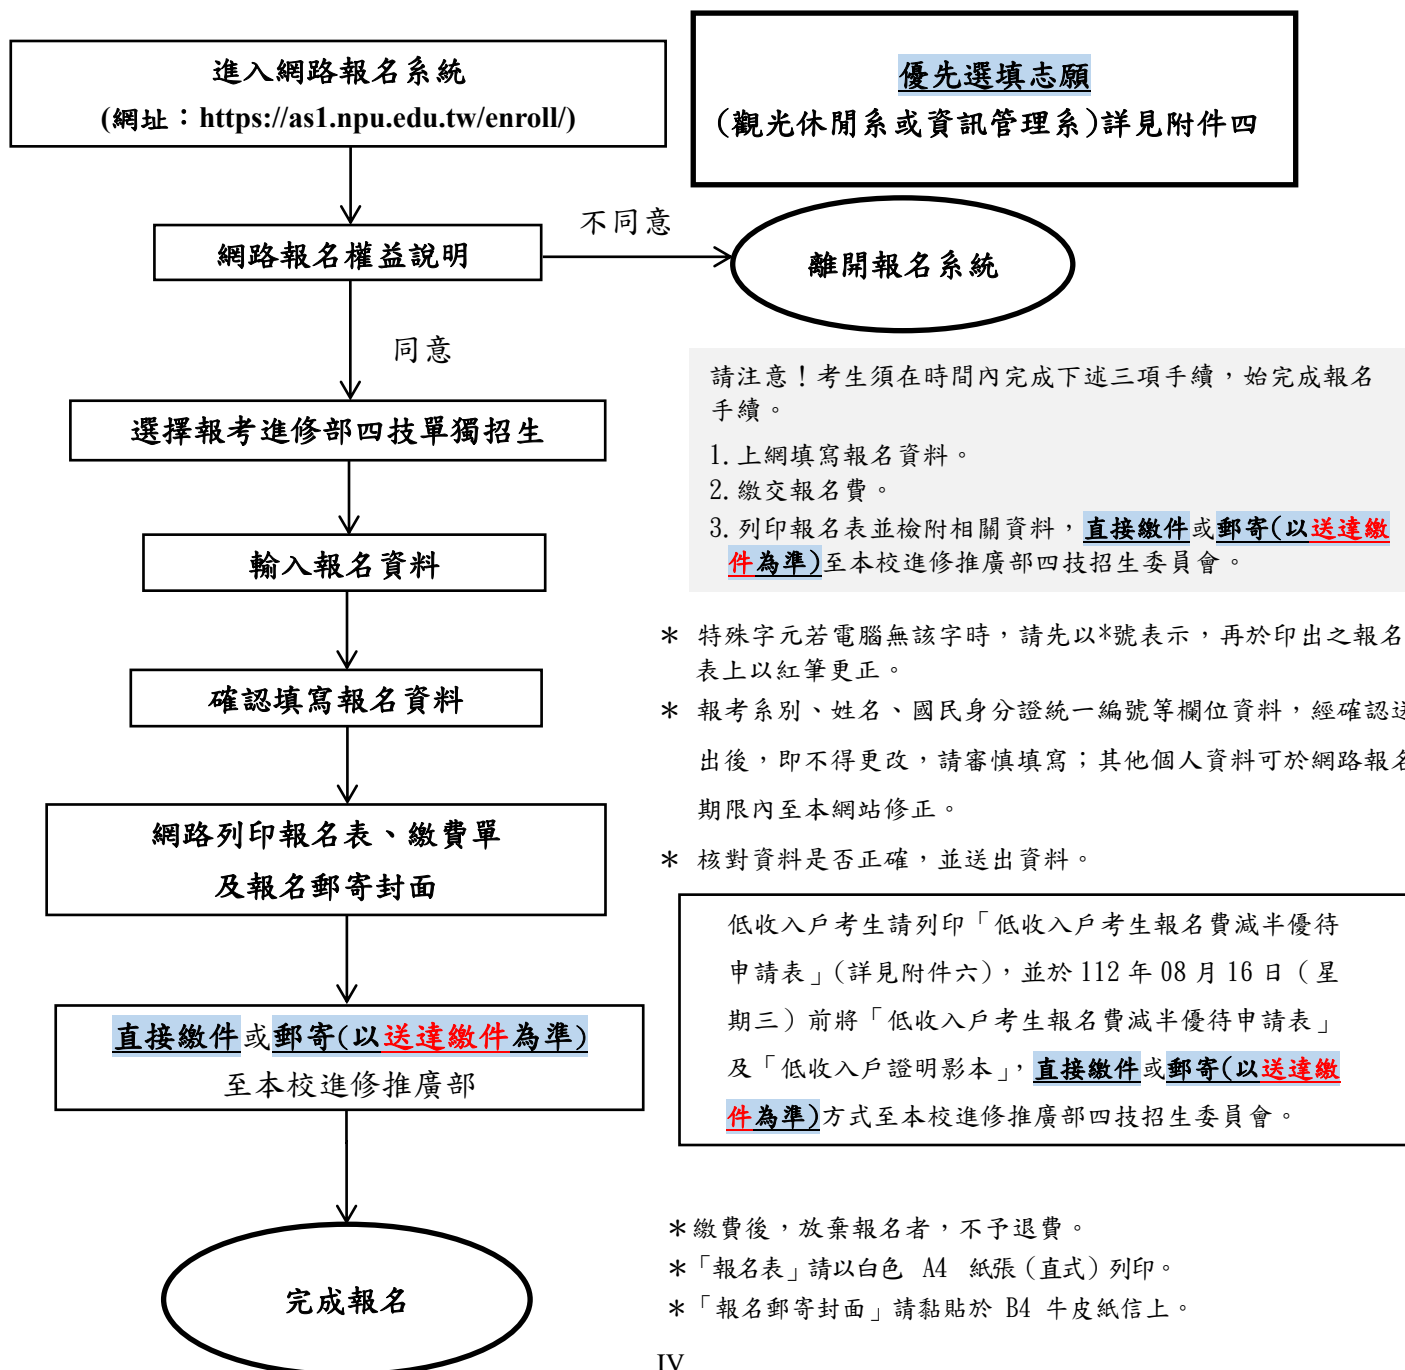 進入網路報名系統
(網址：https://as1.npu.edu.tw/enroll/)
優先選填志願
(觀光休閒系或資訊管理系)詳見附件四
網路報名權益說明
不同意
離開報名系統
同意
選擇報考進修部四技單獨招生
輸入報名資料
確認填寫報名資料
網路列印報名表、繳費單
及報名郵寄封面
直接繳件或郵寄(以送達繳件為準)
至本校進修推廣部
完成報名
請注意！考生須在時間內完成下述三項手續，始完成報名
手續。
1.上網填寫報名資料。
2.繳交報名費。
3.列印報名表並檢附相關資料，直接繳件或郵寄(以送達繳
件為準)至本校進修推廣部四技招生委員會。
＊ 特殊字元若電腦無該字時，請先以*號表示，再於印出之報名
表上以紅筆更正。
＊ 報考系別、姓名、國民身分證統一編號等欄位資料，經確認送
出後，即不得更改，請審慎填寫；其他個人資料可於網路報名
期限內至本網站修正。
＊ 核對資料是否正確，並送出資料。
低收入戶考生請列印「低收入戶考生報名費減半優待
申請表」(詳見附件六)，並於 112 年 08 月 16 日（星
期三）前將「低收入戶考生報名費減半優待申請表」
及「低收入戶證明影本」，直接繳件或郵寄(以送達繳
件為準)方式至本校進修推廣部四技招生委員會。
＊繳費後，放棄報名者，不予退費。
＊「報名表」請以白色 A4 紙張（直式）列印。
＊「報名郵寄封面」請黏貼於 B4 牛皮紙信上。
IV